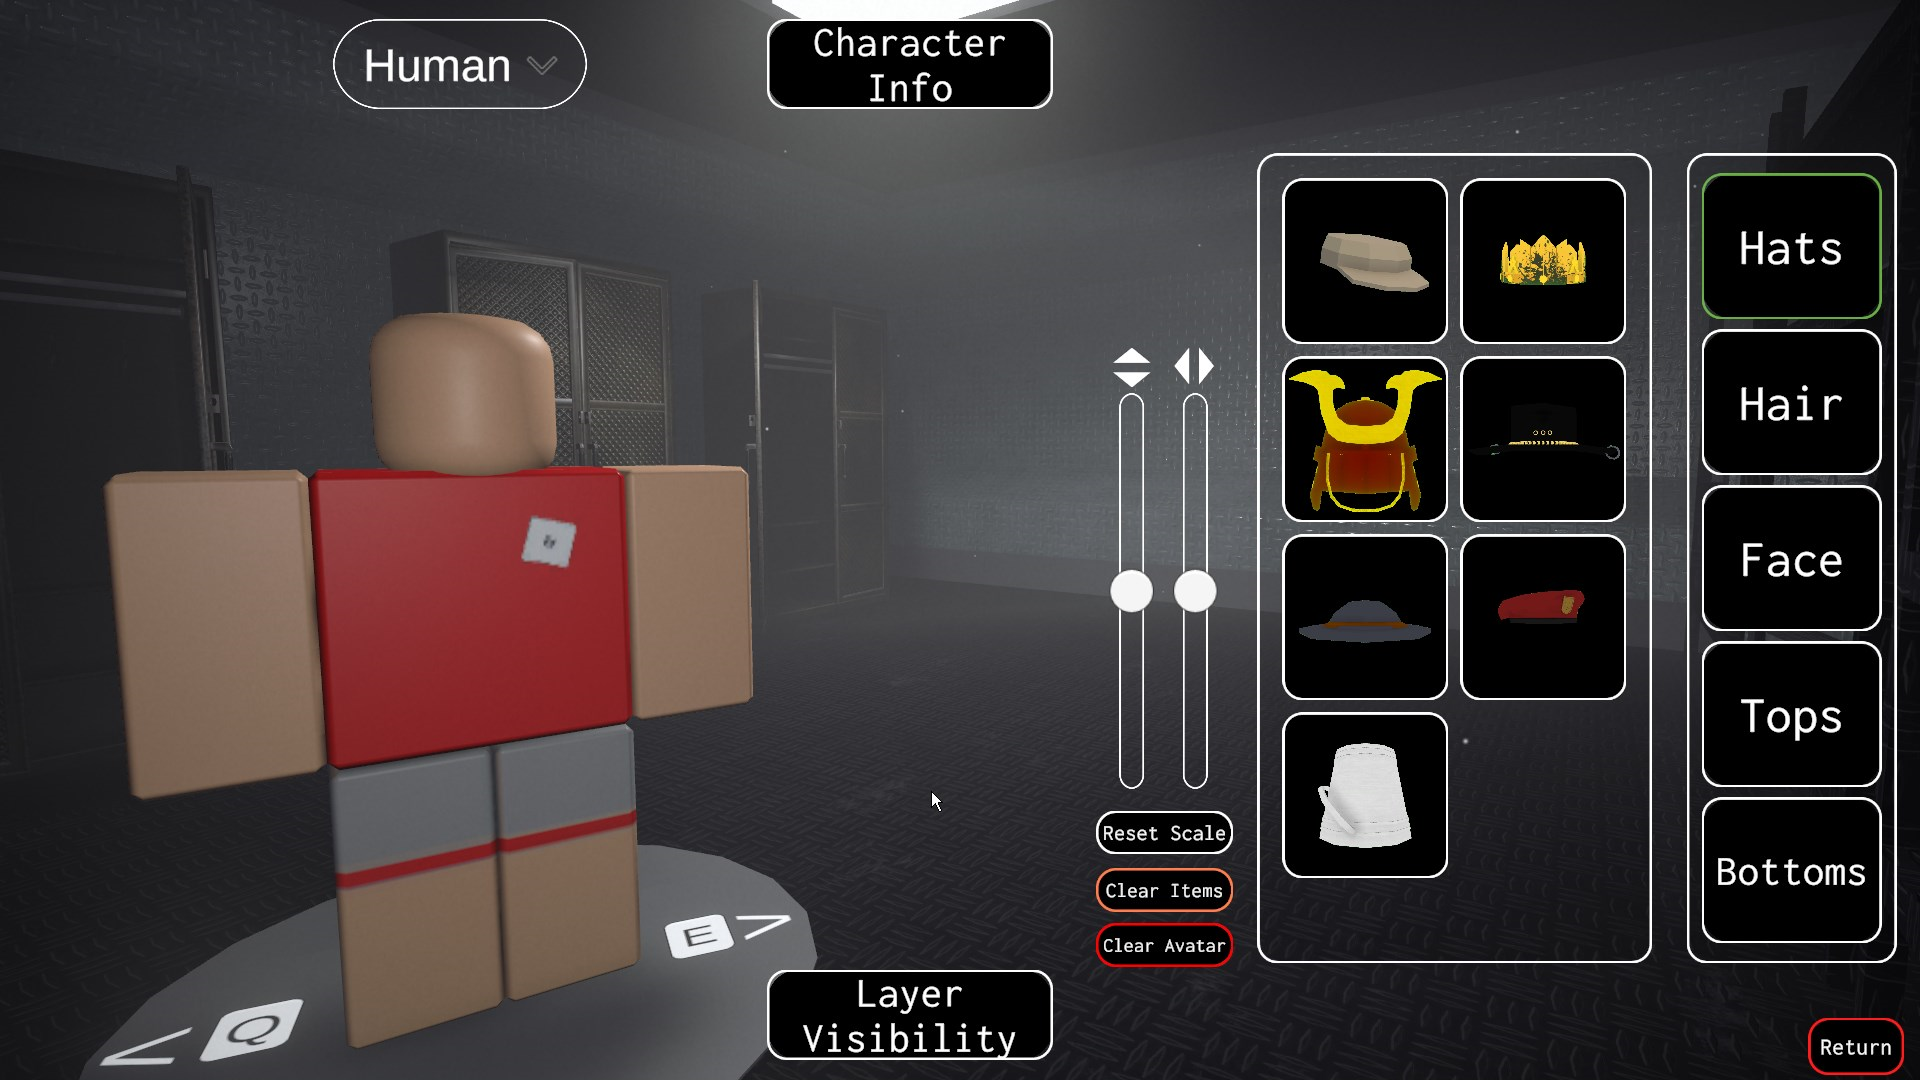 Human
Character
Info
Hats
Hair
Face
Tops
Bottoms
Reset Scale
Clear Items
Clear Avatar
E >
< Q
Layer
Visibility
Return